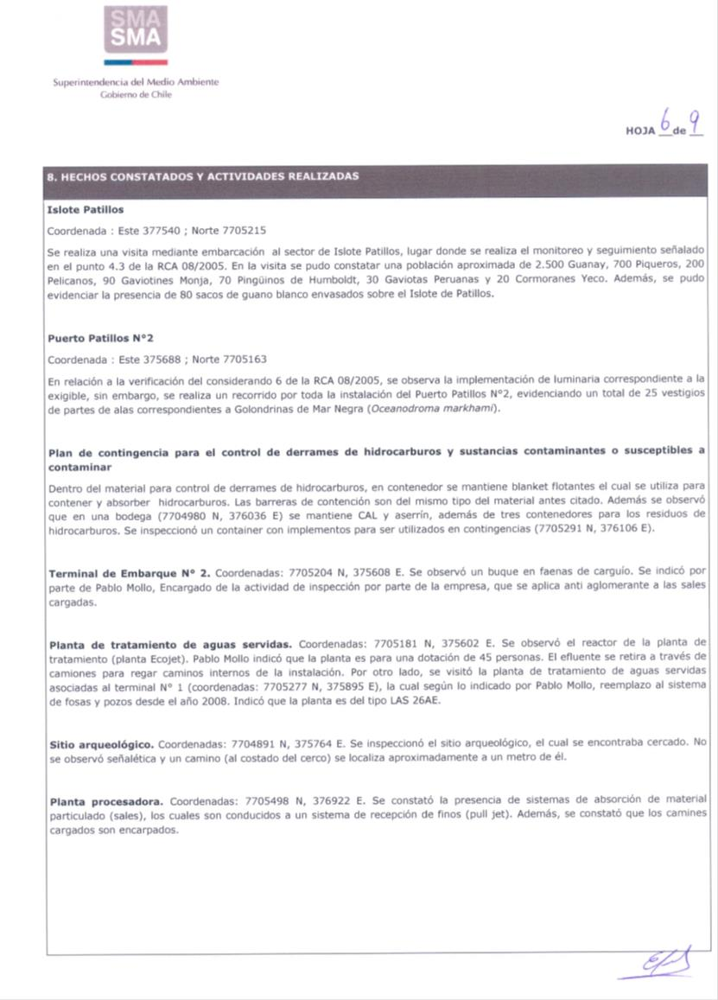 SMA
SMA
Superintendencia del Medio Ambiente
Gobierno de Chile
HOJA 6 de 9
8. HECHOS CONSTATADOS Y ACTIVIDADES REALIZADAS
Islote Patillos
Coordenada : Este 377540 ; Norte 7705215
Se realiza una visita mediante embarcación al sector de Islote Patillos, lugar donde se realiza el monitoreo y seguimiento señalado
en el punto 4.3 de la RCA 08/2005. En la visita se pudo constatar una población aproximada de 2.500 Guanay, 700 Piqueros, 200
Pelicanos, 90 Gaviotines Monja, 70 Pingüinos de Humboldt, 30 Gaviotas Peruanas y 20 Cormoranes Yeco. Además, se pudo
evidenciar la presencia de 80 sacos de guano blanco envasados sobre el Islote de Patillos.
Puerto Patillos N°2
Coordenada : Este 375688 ; Norte 7705163
En relación a la verificación del considerando 6 de la RCA 08/2005, se observa la implementación de luminaria correspondiente a la
exigible, sin embargo, se realiza un recorrido por toda la instalación del Puerto Patillos N°2, evidenciando un total de 25 vestigios
de partes de alas correspondientes a Golondrinas de Mar Negra (Oceanodroma markhami).
Plan de contingencia para el control de derrames de hidrocarburos y sustancias contaminantes o susceptibles a
contaminar
Dentro del material para control de derrames de hidrocarburos, en contenedor se mantiene blanket flotantes el cual se utiliza para
contener y absorber hidrocarburos. Las barreras de contención son del mismo tipo del material antes citado. Además se observó
que en una bodega (7704980 N, 376036 E) se mantiene CAL y aserrín, además de tres contenedores para los residuos de
hidrocarburos. Se inspeccionó un container con implementos para ser utilizados en contingencias (7705291 N, 376106 E).
Terminal de Embarque N° 2. Coordenadas: 7705204 N, 375608 E. Se observó un buque en faenas de carguío. Se indicó por
parte de Pablo Mollo, Encargado de la actividad de inspección por parte de la empresa, que se aplica anti aglomerante a las sales
cargadas.
Planta de tratamiento de aguas servidas. Coordenadas: 7705181 N, 375602 E. Se observó el reactor de la planta de
tratamiento (planta Ecojet). Pablo Mollo indicó que la planta es para una dotación de 45 personas. El efluente se retira a través de
camiones para regar caminos internos de la instalación. Por otro lado, se visitó la planta de tratamiento de aguas servidas
asociadas al terminal N° 1 (coordenadas: 7705277 N, 375895 E), la cual según lo indicado por Pablo Mollo, reemplazo al sistema
de fosas y pozos desde el año 2008. Indicó que la planta es del tipo LAS 26AE.
Sitio arqueológico. Coordenadas: 7704891 N, 375764 E. Se inspeccionó el sitio arqueológico, el cual se encontraba cercado. No
se observó señalética y un camino (al costado del cerco) se localiza aproximadamente a un metro de él.
Planta procesadora. Coordenadas: 7705498 N, 376922 E. Se constató la presencia de sistemas de absorción de material
particulado (sales), los cuales son conducidos a un sistema de recepción de finos (pull jet). Además, se constató que los camines
cargados son encarpados.